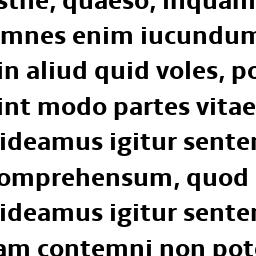 sthe, quaeso, inquam
mnes enim iucundum
in aliud quid voles, po
int modo partes vitae
ideamus igitur senten
omprehensum, quod
ideamus igitur senten
am contemni non pote